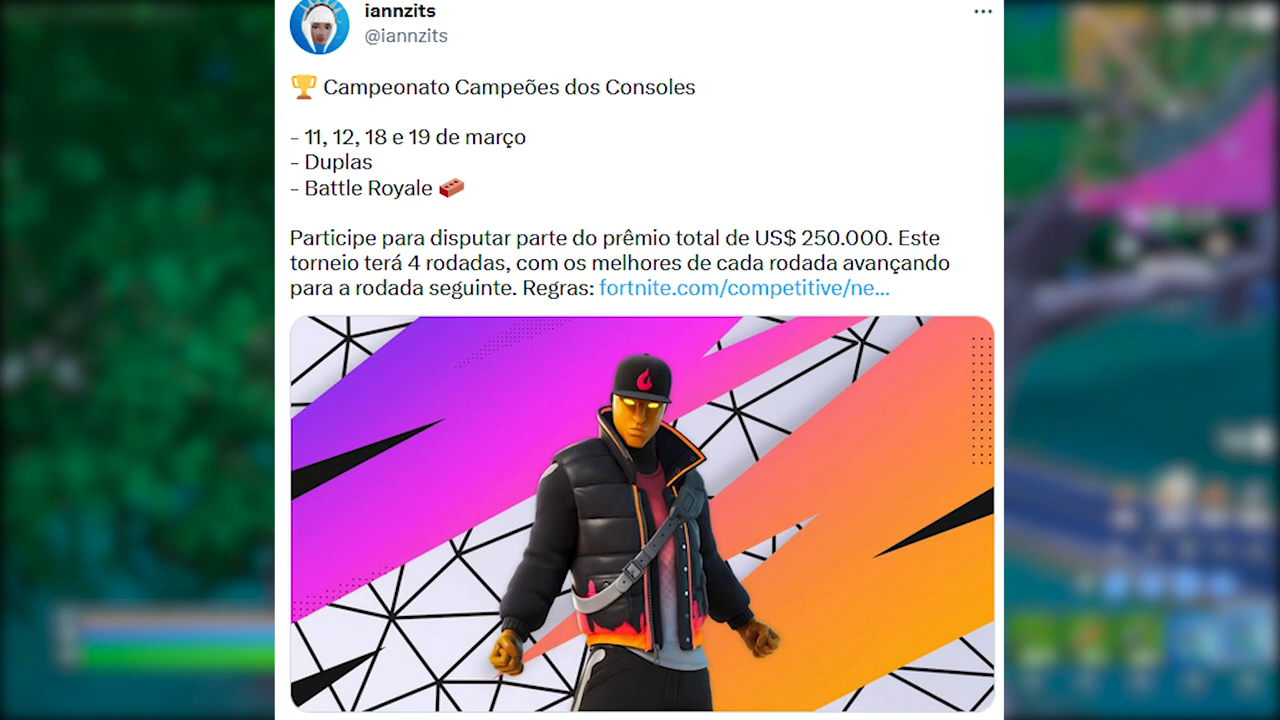 iannzits
@iannzits
🏆 Campeonato Campeões dos Consoles
- 11, 12, 18 e 19 de março
- Duplas
- Battle Royale 🧱
Participe para disputar parte do prêmio total de US$ 250.000. Este
torneio terá 4 rodadas, com os melhores de cada rodada avançando
para a rodada seguinte. Regras: fortnite.com/competitive/ne...